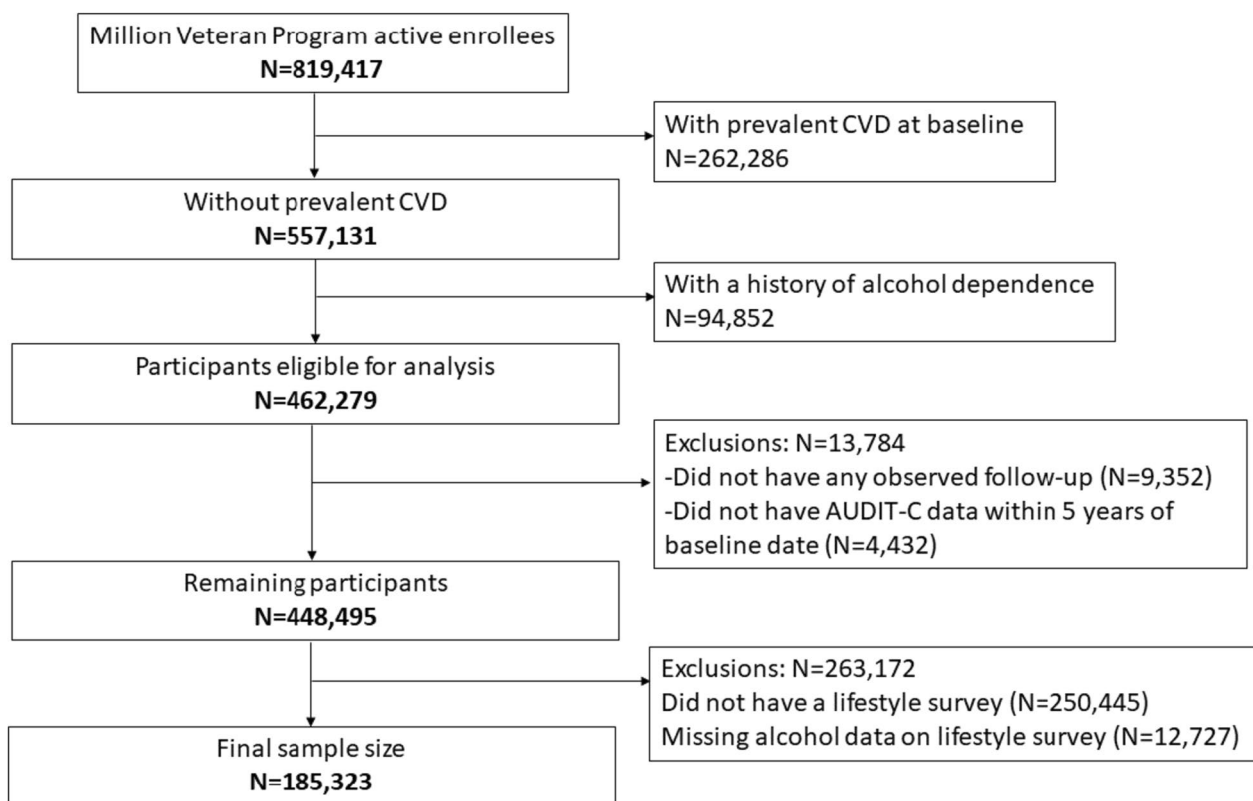 Million Veteran Program active enrollees
N=819,417
With prevalent CVD at baseline
N=262,286
Without prevalent CVD
N=557,131
With a history of alcohol dependence
N=94,852
Participants eligible for analysis
N=462,279
Exclusions: N=13,784
-Did not have any observed follow-up (N=9,352)
-Did not have AUDIT-C data within 5 years of
baseline date (N=4,432)
Remaining participants
N=448,495
Exclusions: N=263,172
Did not have a lifestyle survey (N=250,445)
Missing alcohol data on lifestyle survey (N=12,727)
Final sample size
N=185,323